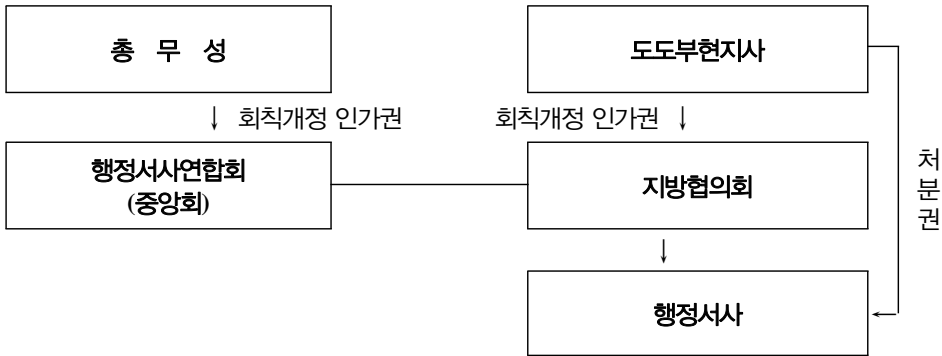 총 무 성
도도부현지사
↓ 회칙개정 인가권
회칙개정 인가권 ↓
행정서사연합회
(중앙회)
지방협의회
처
분
권
↓
행정서사